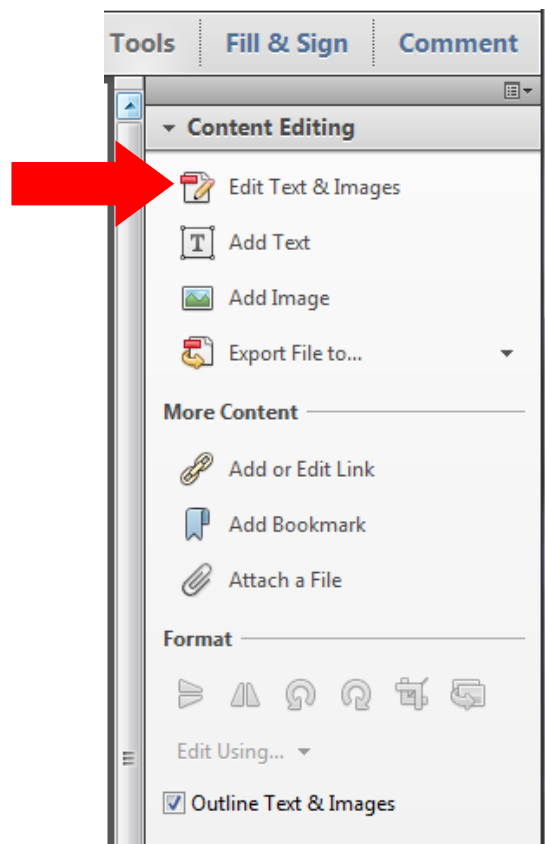 Tools Fill & Sign Comment
Content Editing
Edit Text & Images
T Add Text
Add Image
Export File to...
More Content
Add or Edit Link
Add Bookmark
Attach a File
Format
Edit Using...
Outline Text & Images